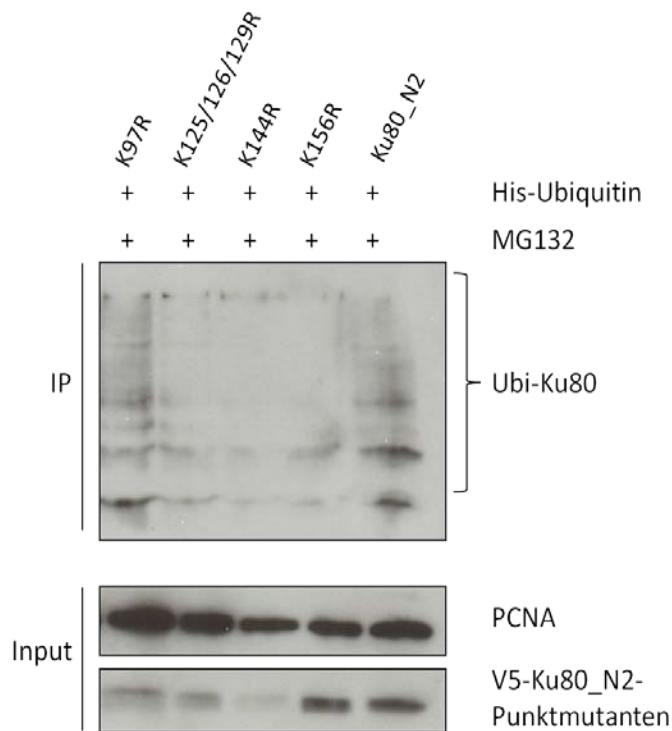 K97R
K125/126/129R
K144R
K156R
Ku80_N2
+ + + + + His-Ubiquitin
+ + + + + MG132
IP
Ubi-Ku80
Input
PCNA
V5-Ku80_N2-
Punktmutanten